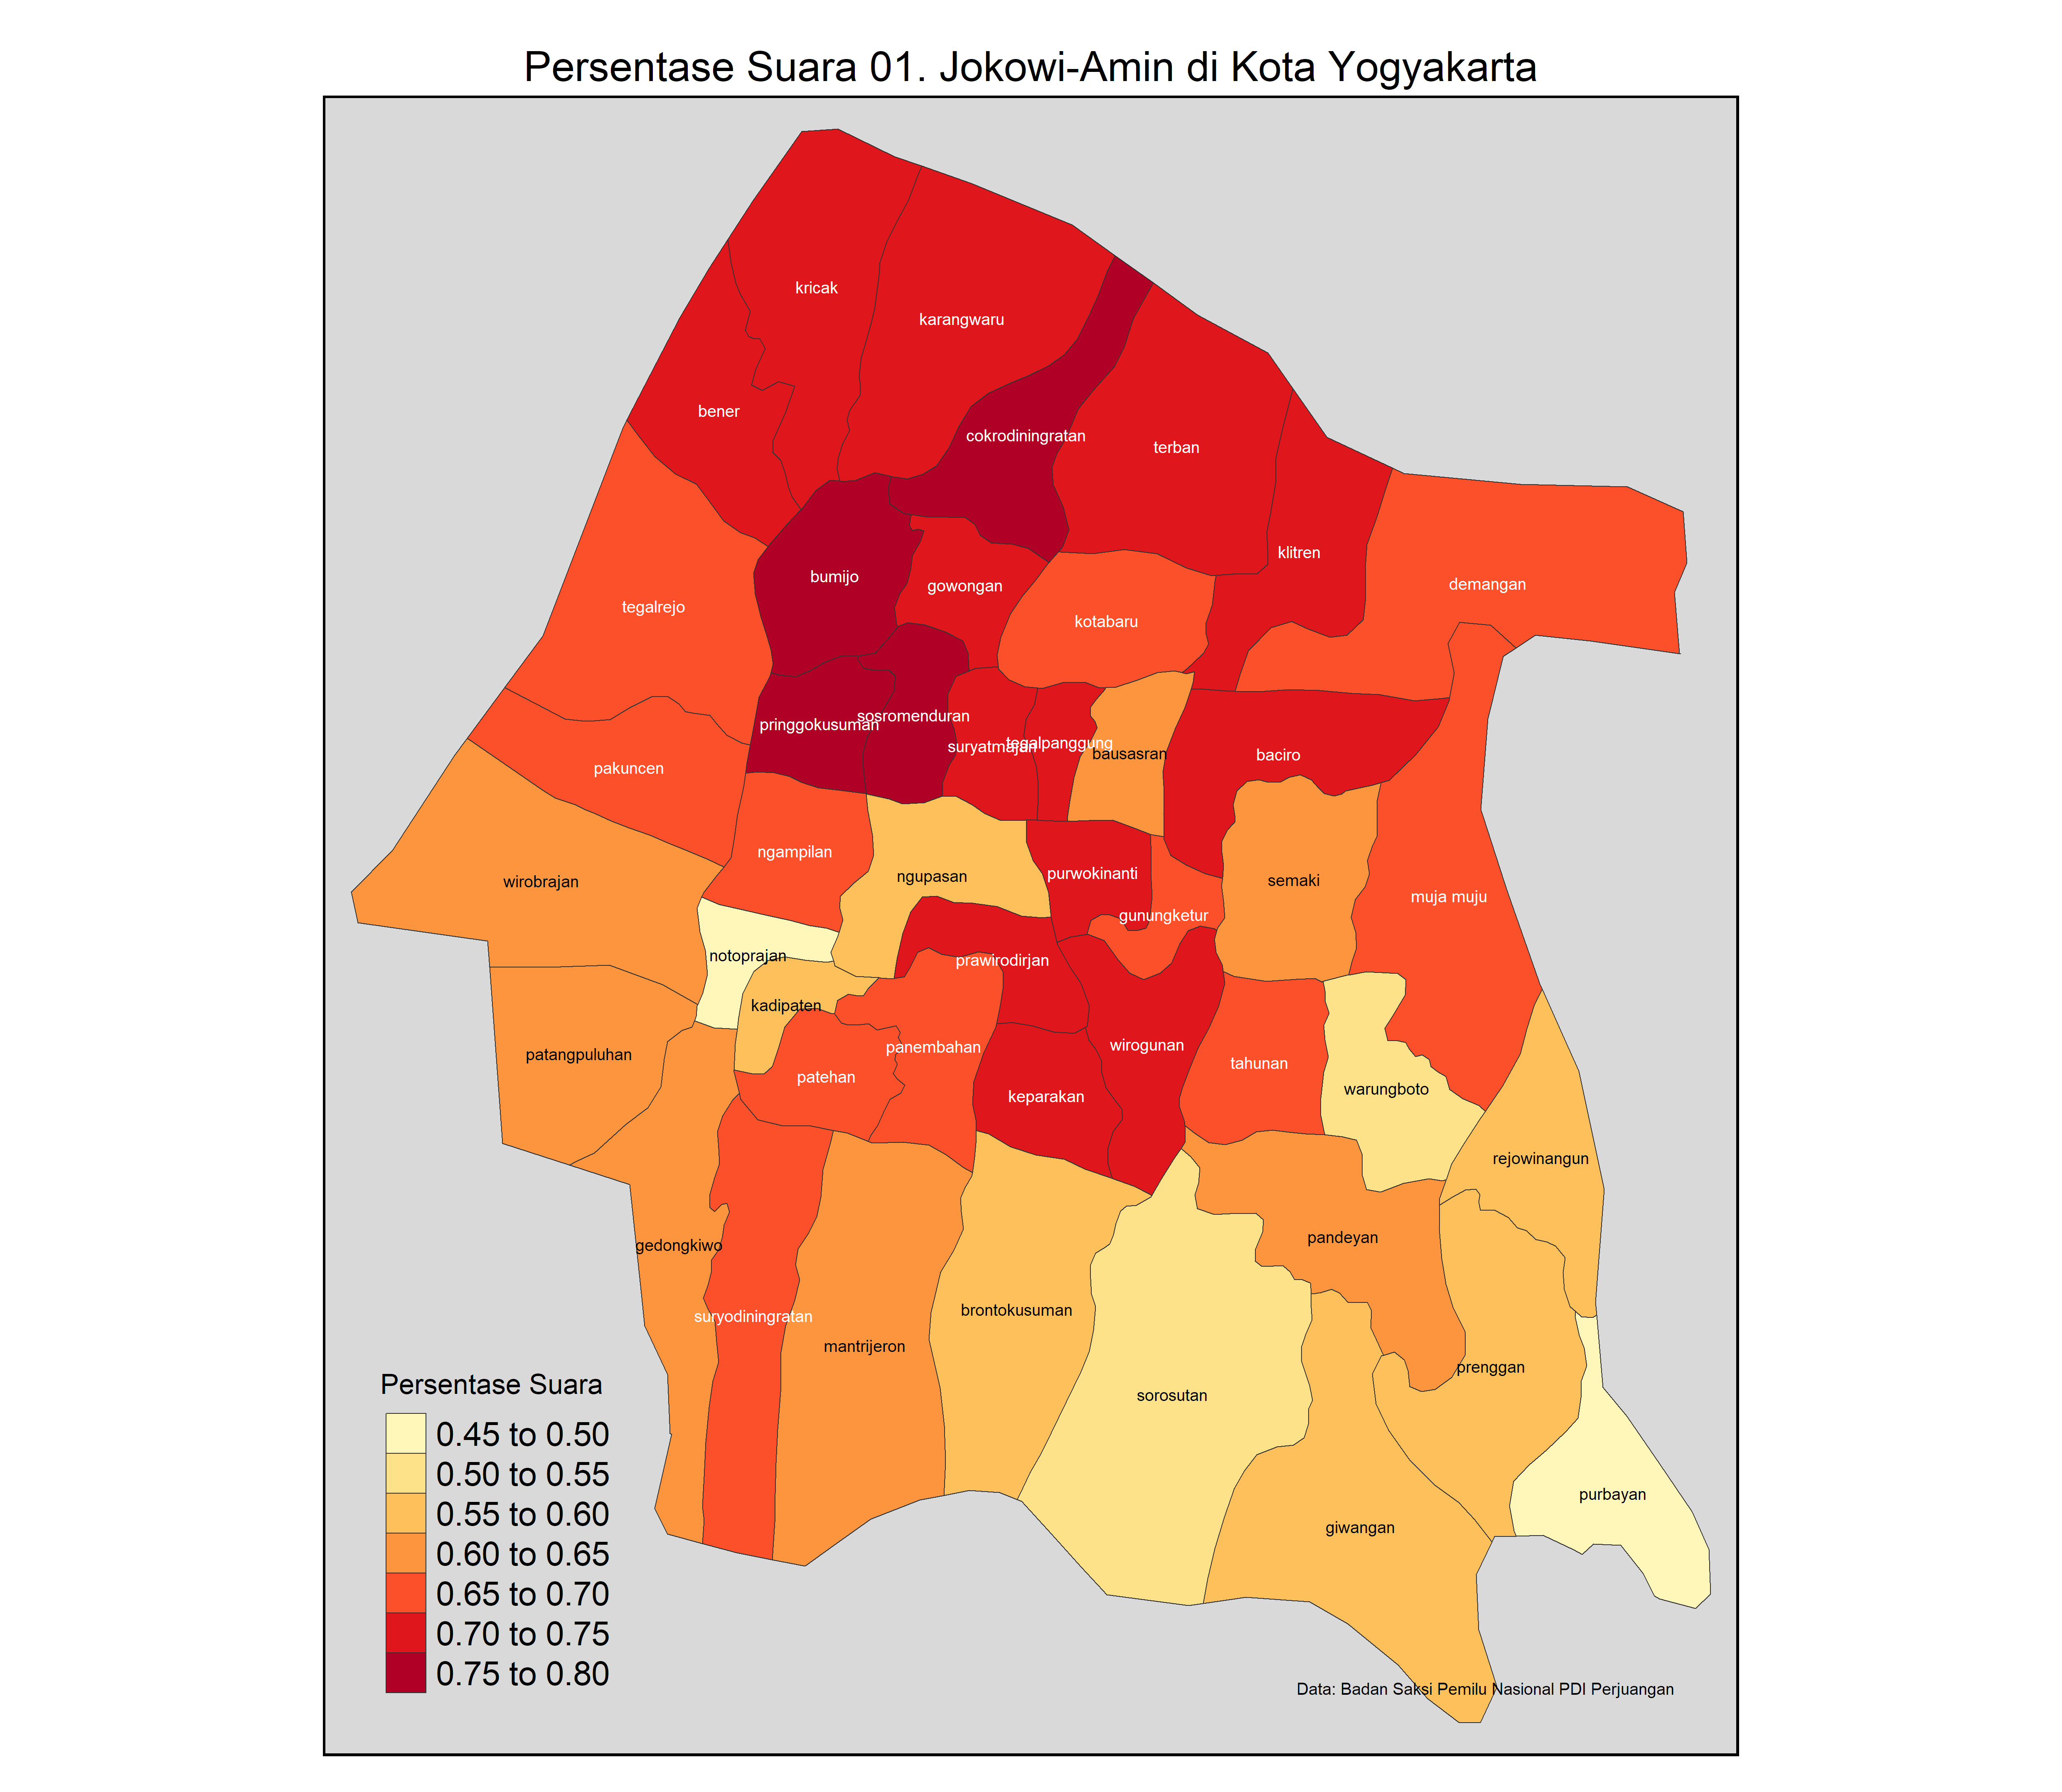 Persentase Suara 01. Jokowi-Amin di Kota Yogyakarta
kricak
karangwaru
bener
cokrodiningratan
terban
klitren
bumijo
gowongan
demangan
tegalrejo
kotabaru
sosromenduran
pringgokusuman
tegalpanggung
suryatmajan
bausasran
baciro
pakuncen
ngampilan
purwokinanti
ngupasan
semaki
wirobrajan
muja muju
gunungketur
notoprajan
prawirodirjan
kadipaten
wirogunan
panembahan
patangpuluhan
tahunan
patehan
warungboto
keparakan
rejowinangun
pandeyan
gedongkiwo
brontokusuman
suryodiningratan
mantrijeron
prenggan
sorosutan
purbayan
giwangan
Persentase Suara
0.45 to 0.50
0.50 to 0.55
0.55 to 0.60
0.60 to 0.65
0.65 to 0.70
0.70 to 0.75
0.75 to 0.80
Data: Badan Saksi Pemilu Nasional PDI Perjuangan